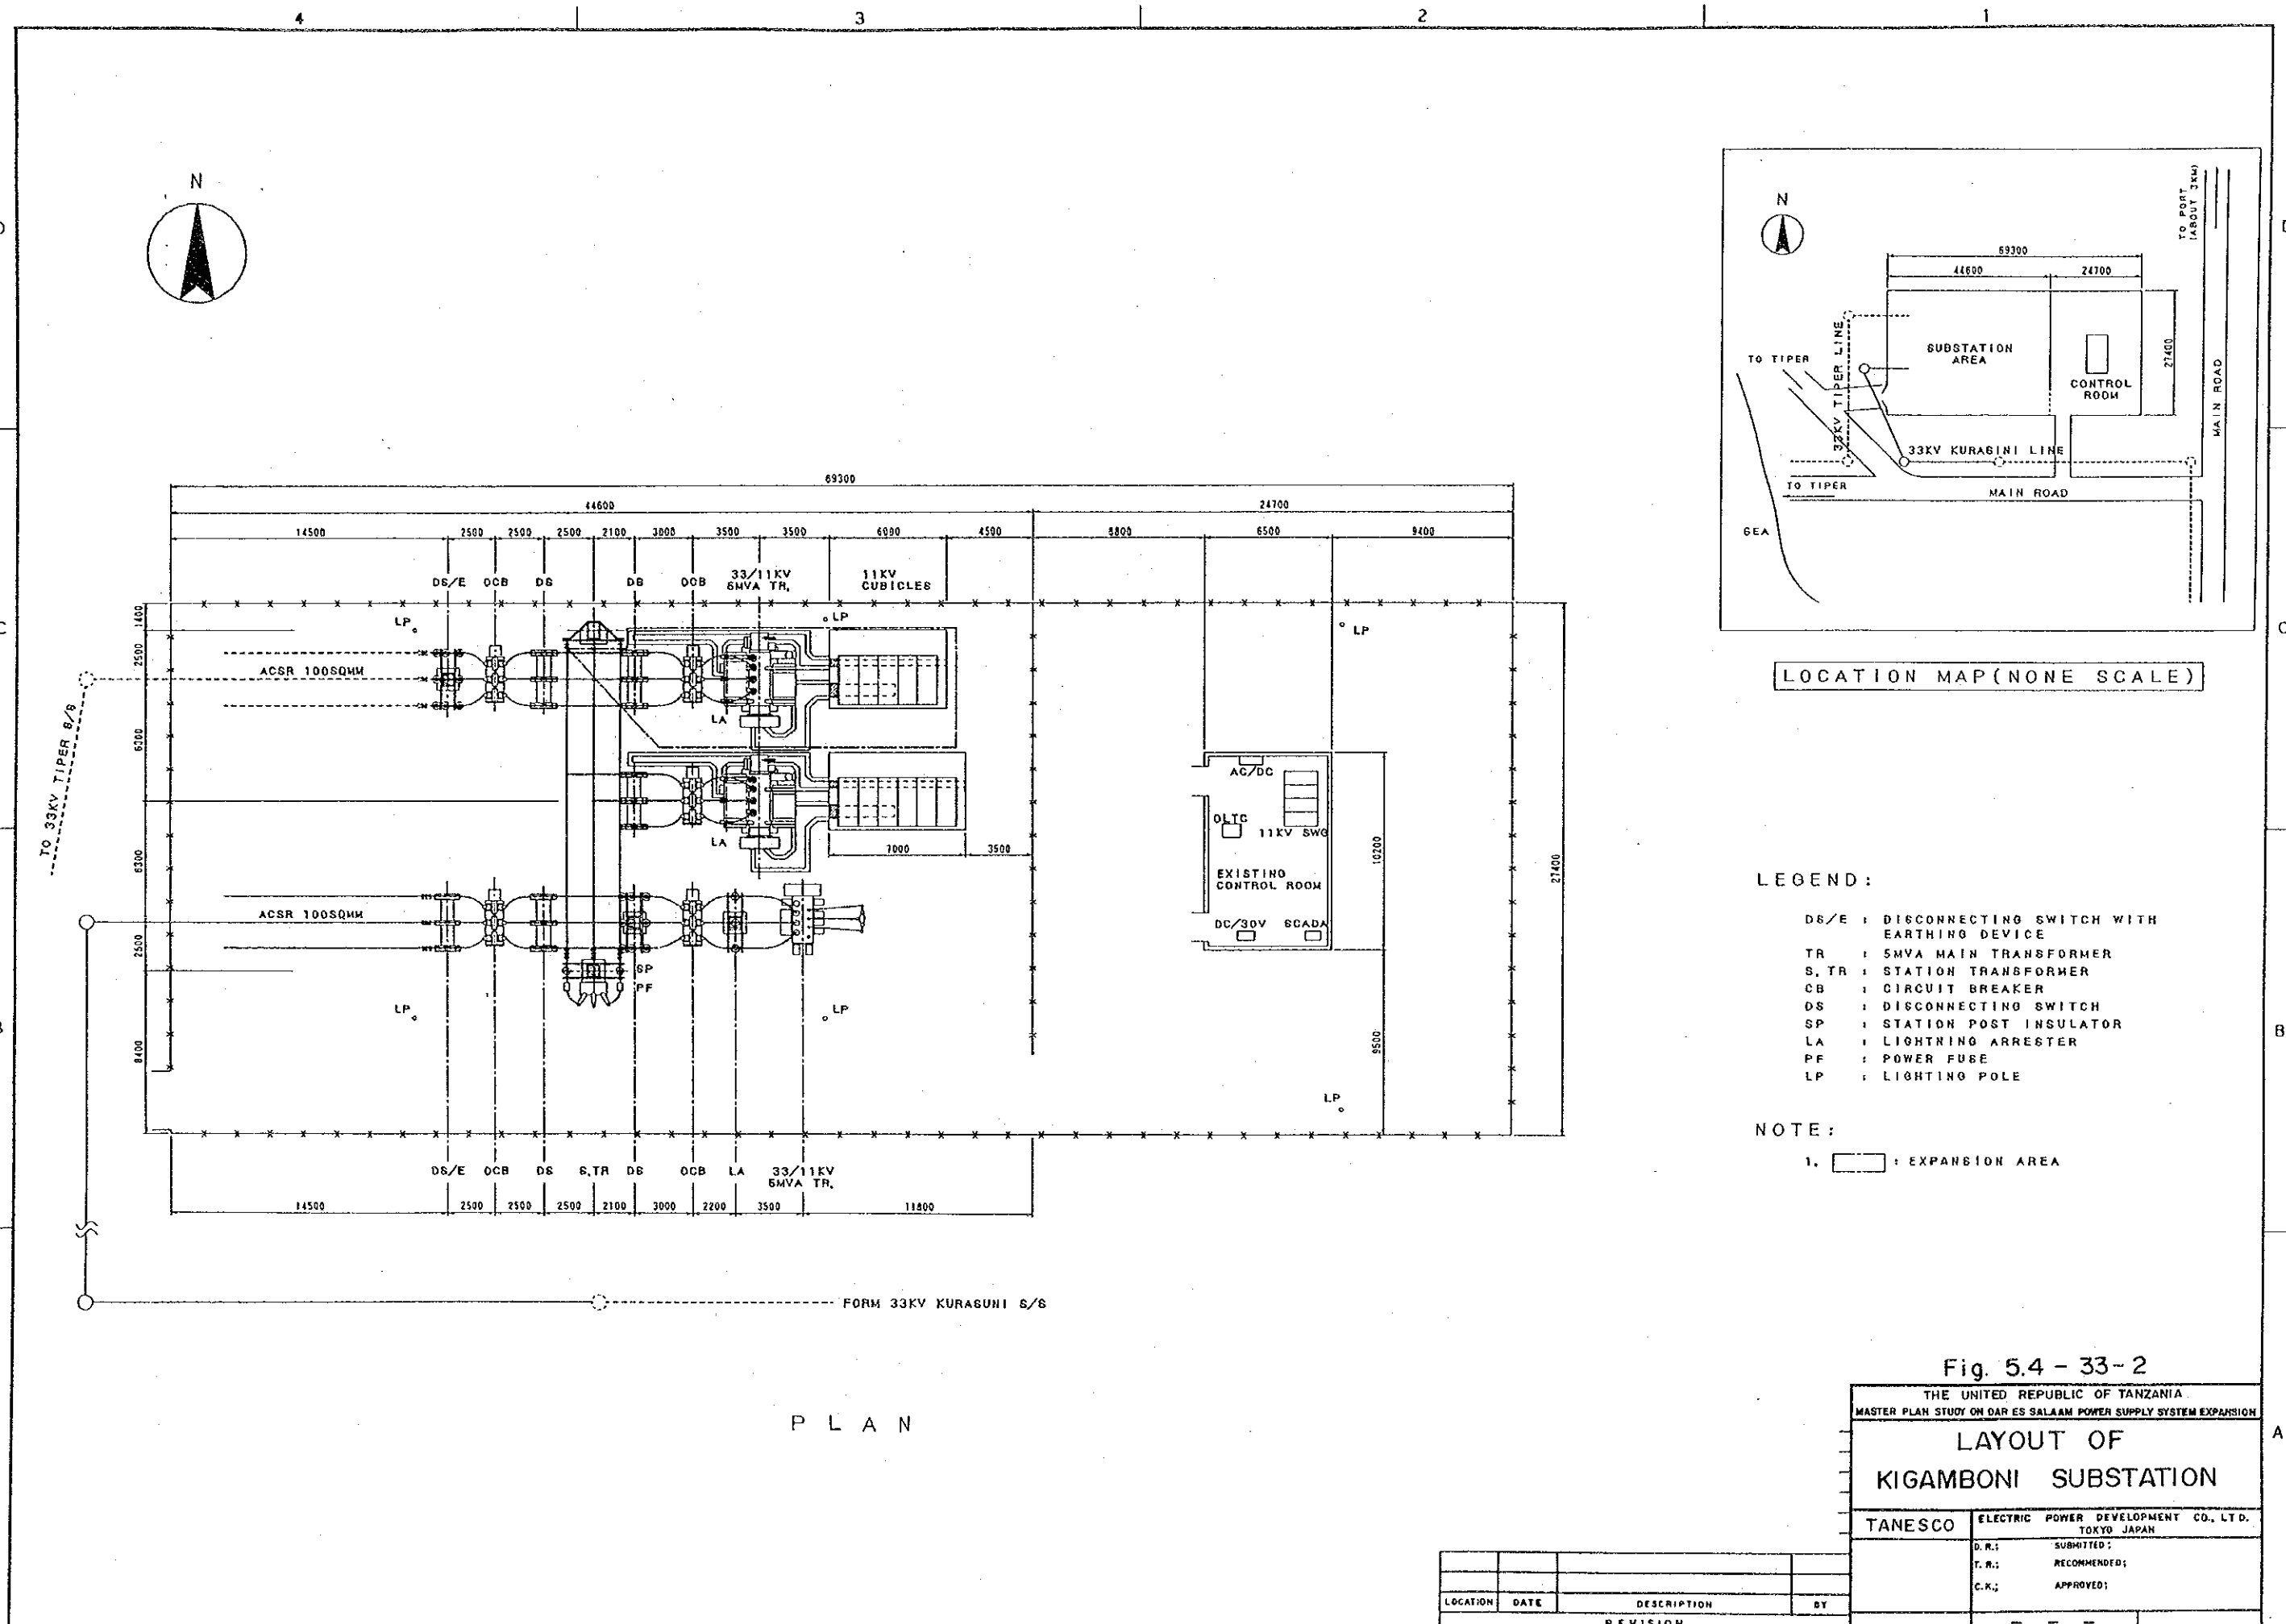 4 3 2 1
N
D
C
B
A
69300
44600 24700
14500 2500 2500 2500 2100 3000 3500 3500 6000 4500 8800 6500 9400
DS/E OCB DS DS OCB 33/11KV 11KV
5MVA TR. CUBICLES
1400
2500
6300
6300
2500
8400
LP LP LP
ACSR 100SQMM
LA
TO 33KV TIPER S/S
LA
7000 3500
ACSR 100SQMM
SP
PF
LP LP LP
AC/DC
OLTC
11KV SWG
EXISTING
CONTROL ROOM
DC/30V SCADA
10200
9500
27400
DS/E OCB DS S,TR DS OCB LA 33/11KV
5MVA TR.
14500 2500 2500 2500 2100 3000 2200 3500 11800
FORM 33KV KURASUNI S/S
P L A N
N
TO PORT
(ABOUT 3KM)
69300
44600 24700
27400
SUBSTATION
AREA
CONTROL
ROOM
TO TIPER
33KV TIPER LINE
33KV KURASINI LINE
TO TIPER
MAIN ROAD
MAIN ROAD
SEA
LOCATION MAP(NONE SCALE)
LEGEND:
DS/E : DISCONNECTING SWITCH WITH
EARTHING DEVICE
TR : 5MVA MAIN TRANSFORMER
S, TR : STATION TRANSFORMER
CB : CIRCUIT BREAKER
DS : DISCONNECTING SWITCH
SP : STATION POST INSULATOR
LA : LIGHTNING ARRESTER
PF : POWER FUSE
LP : LIGHTING POLE
NOTE:
1. : EXPANSION AREA
Fig. 5.4 - 33-2
THE UNITED REPUBLIC OF TANZANIA
MASTER PLAN STUDY ON DAR ES SALAAM POWER SUPPLY SYSTEM EXPANSION
LAYOUT OF
KIGAMBONI SUBSTATION
TANESCO
ELECTRIC POWER DEVELOPMENT CO., LTD.
TOKYO JAPAN
D. R.; SUBMITTED;
T. R.; RECOMMENDED;
C.K.; APPROVED;
LOCATION DATE DESCRIPTION BY
REVISION